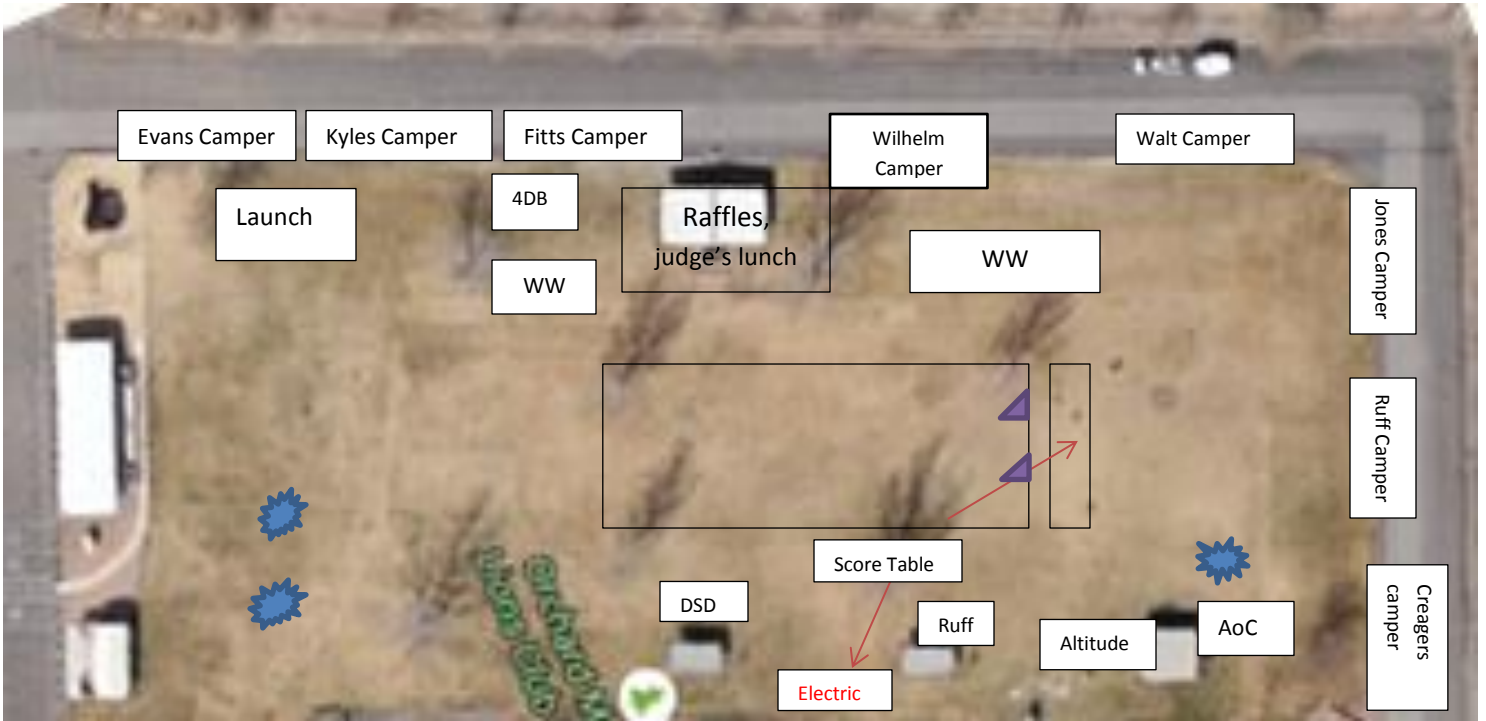 Evans Camper
Kyles Camper
Fitts Camper
Wilhelm
Camper
Walt Camper
Launch
4DB
Raffles,
judge's lunch
WW
WW
Jones Camper
Ruff Camper
Score Table
DSD
Ruff
Altitude
AoC
Creagers
camper
Electric